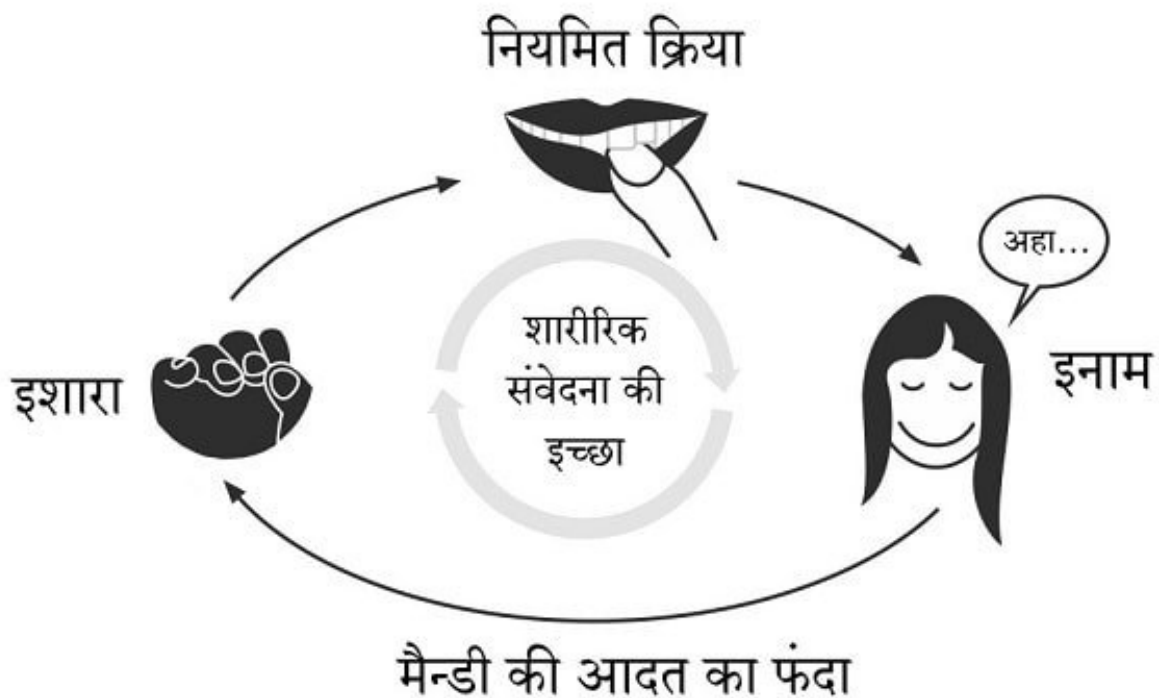 नियमित क्रिया
अहा...
शारीरिक
संवेदना की
इच्छा
इशारा
इनाम
मैन्डी की आदत का फंदा